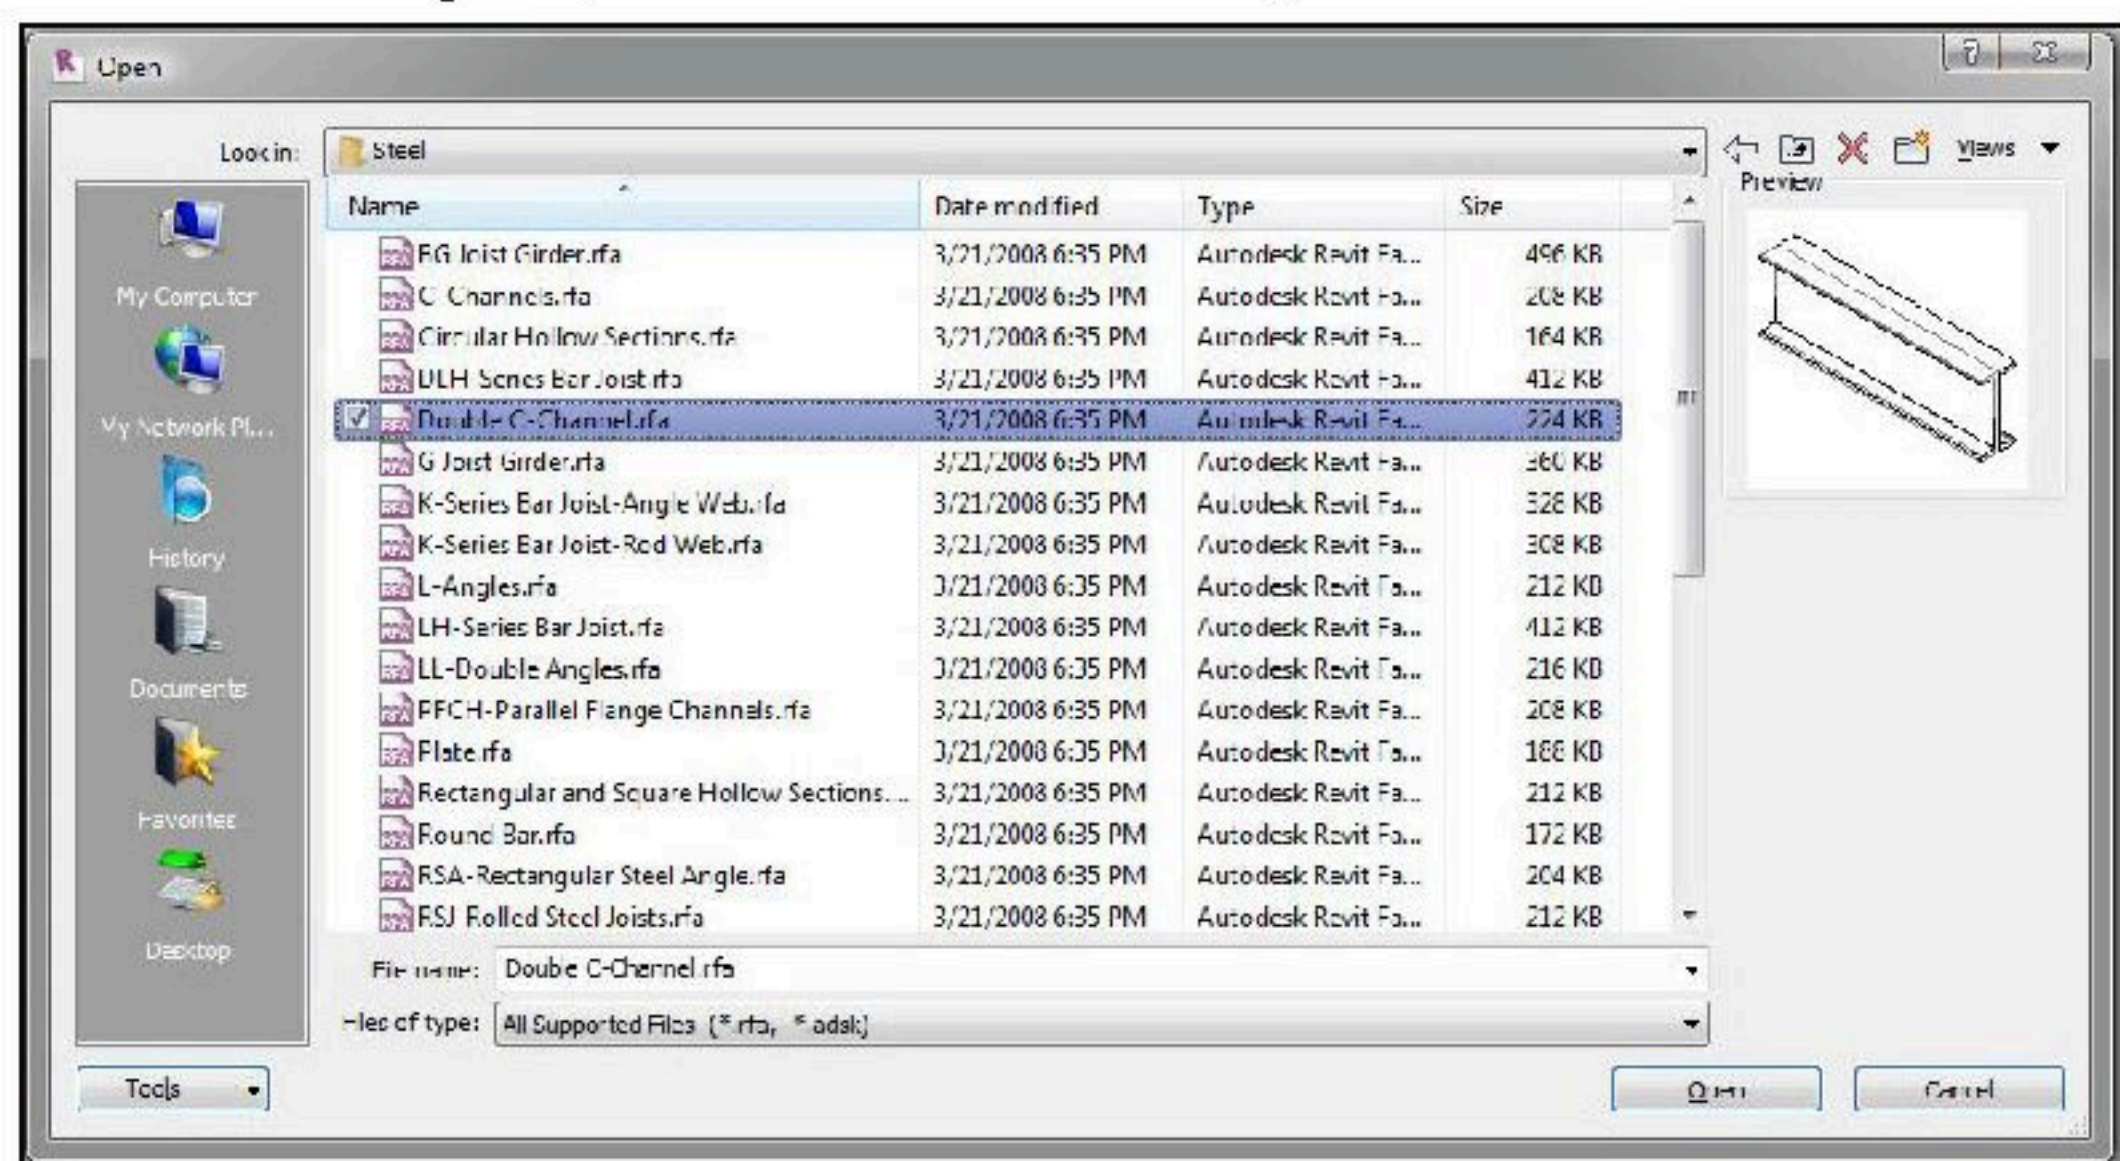 Open
Look in: Steel Views
Preview
Name Date modified Type Size
BG Joist Girder.rfa 3/21/2008 6:35 PM Autodesk Revit Fa... 496 KB
C-Channels.rfa 3/21/2008 6:35 PM Autodesk Revit Fa... 208 KB
Circular Hollow Sections.rfa 3/21/2008 6:35 PM Autodesk Revit Fa... 164 KB
DLH-Series Bar Joist.rfa 3/21/2008 6:35 PM Autodesk Revit Fa... 412 KB
Double C-Channel.rfa 3/21/2008 6:35 PM Autodesk Revit Fa... 224 KB
G Joist Girder.rfa 3/21/2008 6:35 PM Autodesk Revit Fa... 360 KB
K-Series Bar Joist-Angle Web.rfa 3/21/2008 6:35 PM Autodesk Revit Fa... 328 KB
K-Series Bar Joist-Rod Web.rfa 3/21/2008 6:35 PM Autodesk Revit Fa... 308 KB
L-Angles.rfa 3/21/2008 6:35 PM Autodesk Revit Fa... 212 KB
LH-Series Bar Joist.rfa 3/21/2008 6:35 PM Autodesk Revit Fa... 412 KB
LL-Double Angles.rfa 3/21/2008 6:35 PM Autodesk Revit Fa... 216 KB
PFCH-Parallel Flange Channels.rfa 3/21/2008 6:35 PM Autodesk Revit Fa... 208 KB
Plate.rfa 3/21/2008 6:35 PM Autodesk Revit Fa... 188 KB
Rectangular and Square Hollow Sections.... 3/21/2008 6:35 PM Autodesk Revit Fa... 212 KB
Round Bar.rfa 3/21/2008 6:35 PM Autodesk Revit Fa... 172 KB
RSA-Rectangular Steel Angle.rfa 3/21/2008 6:35 PM Autodesk Revit Fa... 204 KB
RSJ-Rolled Steel Joists.rfa 3/21/2008 6:35 PM Autodesk Revit Fa... 212 KB
My Computer
My Network Pl...
History
Documents
Favorites
Desktop
File name: Double C-Channel.rfa
Files of type: All Supported Files (*.rfa, *.adsk)
Tools Open Cancel